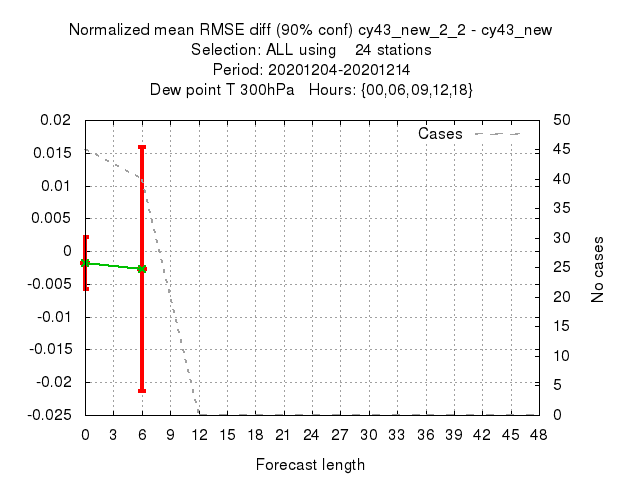 Normalized mean RMSE diff (90% conf) cy43_new_2_2 - cy43_new
Selection: ALL using    24 stations
Period: 20201204-20201214
Dew point T 300hPa   Hours: {00,06,09,12,18}
0.02
0.015
0.01
0.005
0
-0.005
-0.01
-0.015
-0.02
-0.025
Cases
50
45
40
35
30
25
20
15
10
5
0
No cases
0 3 6 9 12 15 18 21 24 27 30 33 36 39 42 45 48
Forecast length